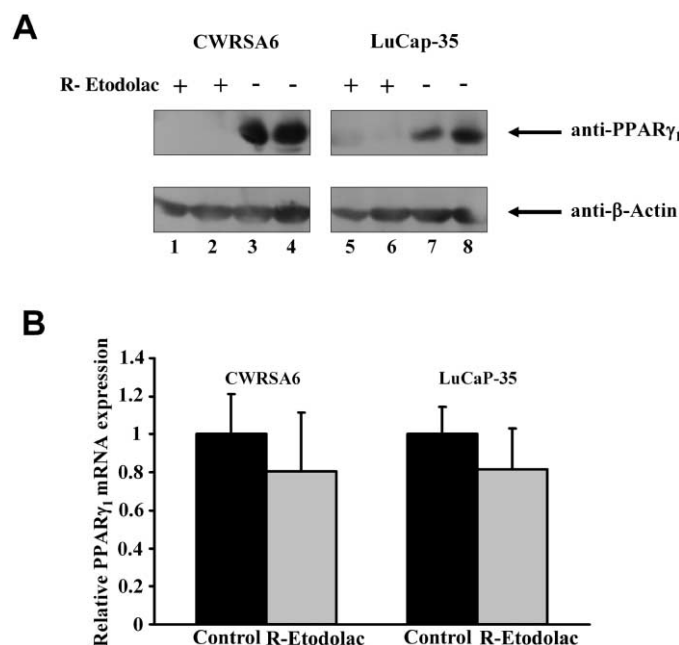 A
CWRSA6 LuCap-35
R- Etodolac + + - - + + - -
anti-PPARγ₁
anti-β-Actin
1 2 3 4 5 6 7 8
B
Relative PPARγ₁ mRNA expression
1.4
1.2
1
0.8
0.6
0.4
0.2
0
CWRSA6 LuCaP-35
Control R-Etodolac Control R-Etodolac